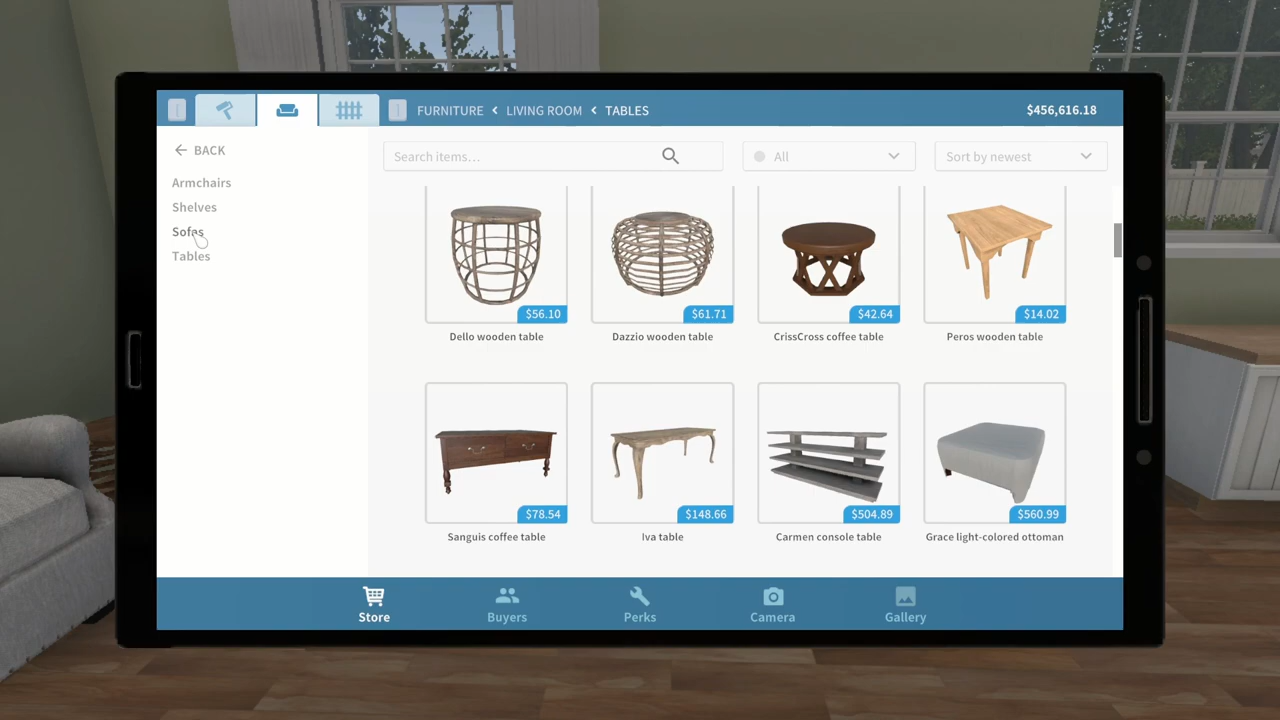 FURNITURE < LIVING ROOM < TABLES
$456,616.18
BACK
Armchairs
Shelves
Sofas
Tables
Search items...
All
Sort by newest
$56.10
$61.71
$42.64
$14.02
Dello wooden table
Dazzio wooden table
CrissCross coffee table
Peros wooden table
$78.54
$148.66
$504.89
$560.99
Sanguis coffee table
Iva table
Carmen console table
Grace light-colored ottoman
Store
Buyers
Perks
Camera
Gallery